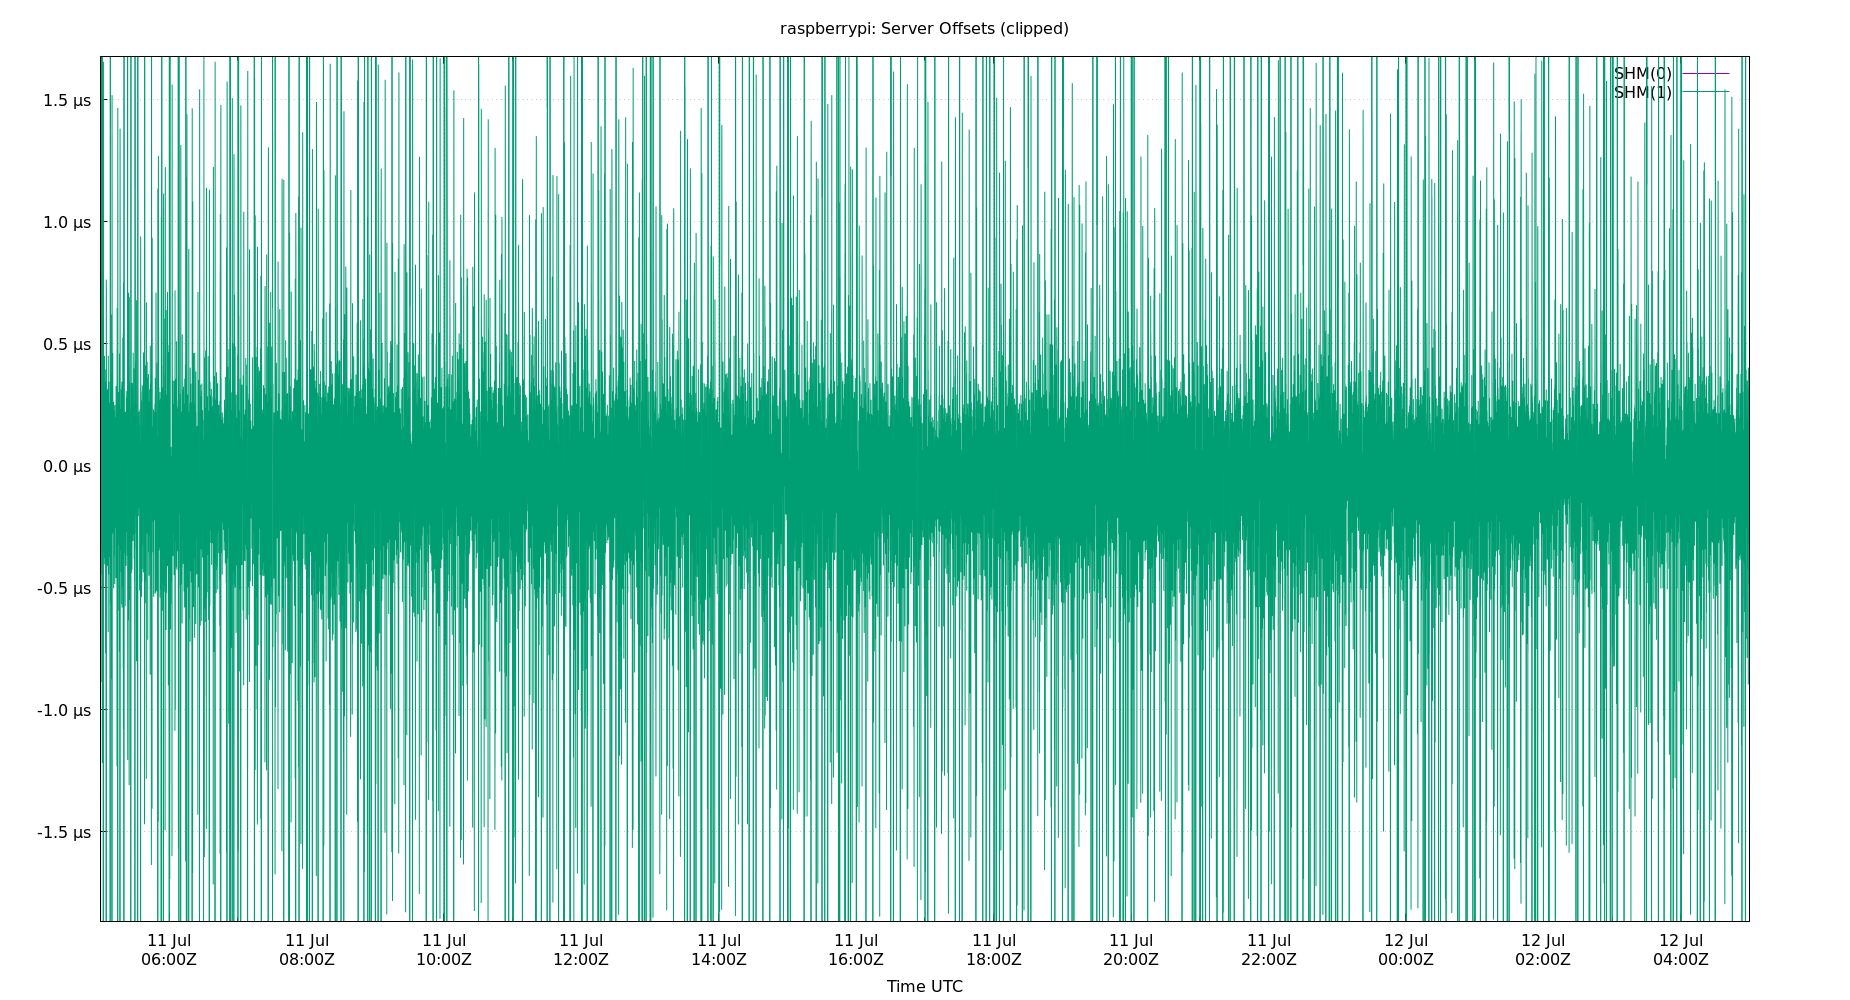 raspberrypi: Server Offsets (clipped)
SHM(0)
SHM(1)
1.5 µs
1.0 µs
0.5 µs
0.0 µs
-0.5 µs
-1.0 µs
-1.5 µs
11 Jul 11 Jul 11 Jul 11 Jul 11 Jul 11 Jul 11 Jul 11 Jul 11 Jul 12 Jul 12 Jul 12 Jul
06:00Z 08:00Z 10:00Z 12:00Z 14:00Z 16:00Z 18:00Z 20:00Z 22:00Z 00:00Z 02:00Z 04:00Z
Time UTC